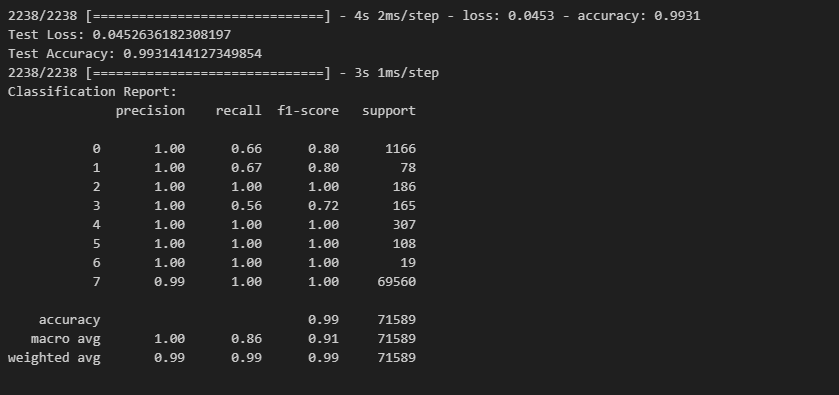 2238/2238 [==============================] - 4s 2ms/step - loss: 0.0453 - accuracy: 0.9931
Test Loss: 0.0452636182308197
Test Accuracy: 0.9931414127349854
2238/2238 [==============================] - 3s 1ms/step
Classification Report:
              precision    recall  f1-score   support

           0       1.00      0.66      0.80      1166
           1       1.00      0.67      0.80        78
           2       1.00      1.00      1.00       186
           3       1.00      0.56      0.72       165
           4       1.00      1.00      1.00       307
           5       1.00      1.00      1.00       108
           6       1.00      1.00      1.00        19
           7       0.99      1.00      1.00     69560

    accuracy                           0.99     71589
   macro avg       1.00      0.86      0.91     71589
weighted avg       0.99      0.99      0.99     71589